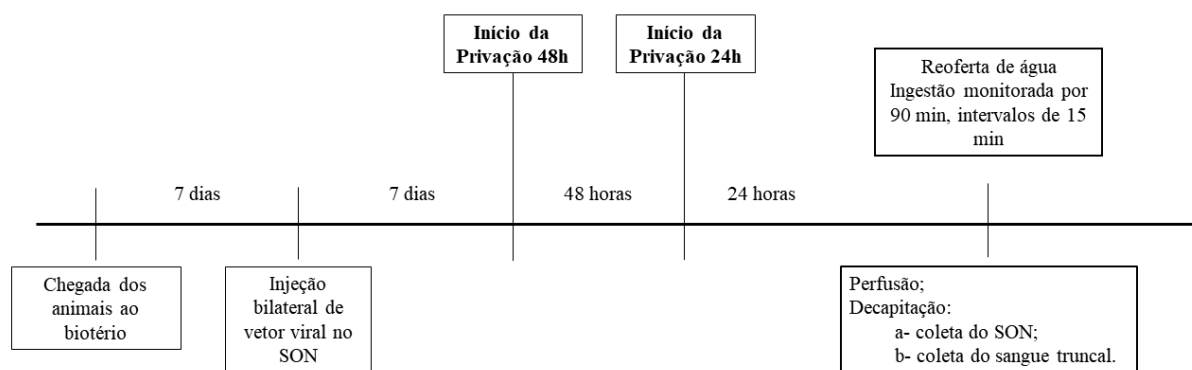 Início da
Privação 48h
Início da
Privação 24h
Reoferta de água
Ingestão monitorada por
90 min, intervalos de 15
min
7 dias
7 dias
48 horas
24 horas
Chegada dos
animais ao
biotério
Injeção
bilateral de
vetor viral no
SON
Perfusão;
Decapitação:
a- coleta do SON;
b- coleta do sangue truncal.